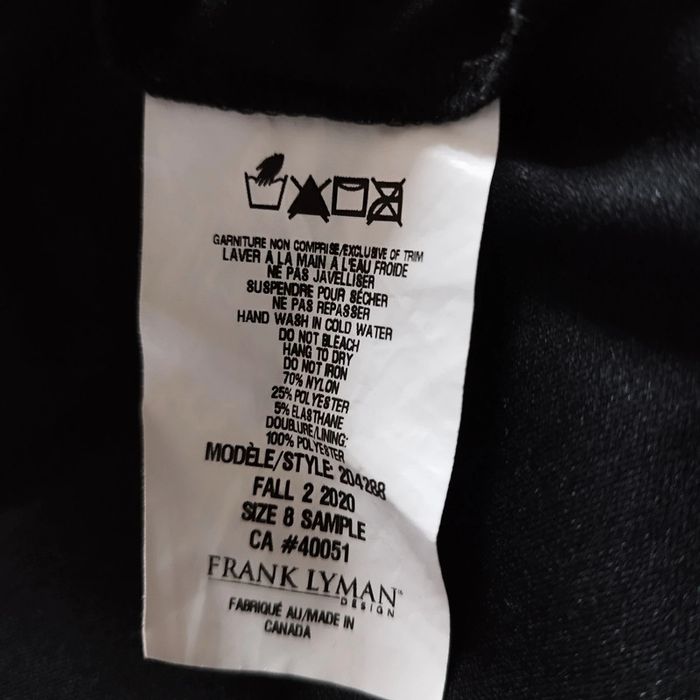 GARNITURE NON COMPRISE/EXCLUSIVE OF TRIM
LAVER A LA MAIN A L'EAU FROIDE
NE PAS JAVELLISER
SUSPENDRE POUR SÉCHER
NE PAS REPASSER
HAND WASH IN COLD WATER
DO NOT BLEACH
HANG TO DRY
DO NOT IRON
70% NYLON
25% POLYESTER
5% ELASTHANE
DOUBLURE/LINING:
100% POLYESTER
MODÈLE/STYLE: 204288
FALL 2 2020
SIZE 8 SAMPLE
CA #40051
FRANK LYMAN™
DESIGN
FABRIQUÉ AU/MADE IN
CANADA